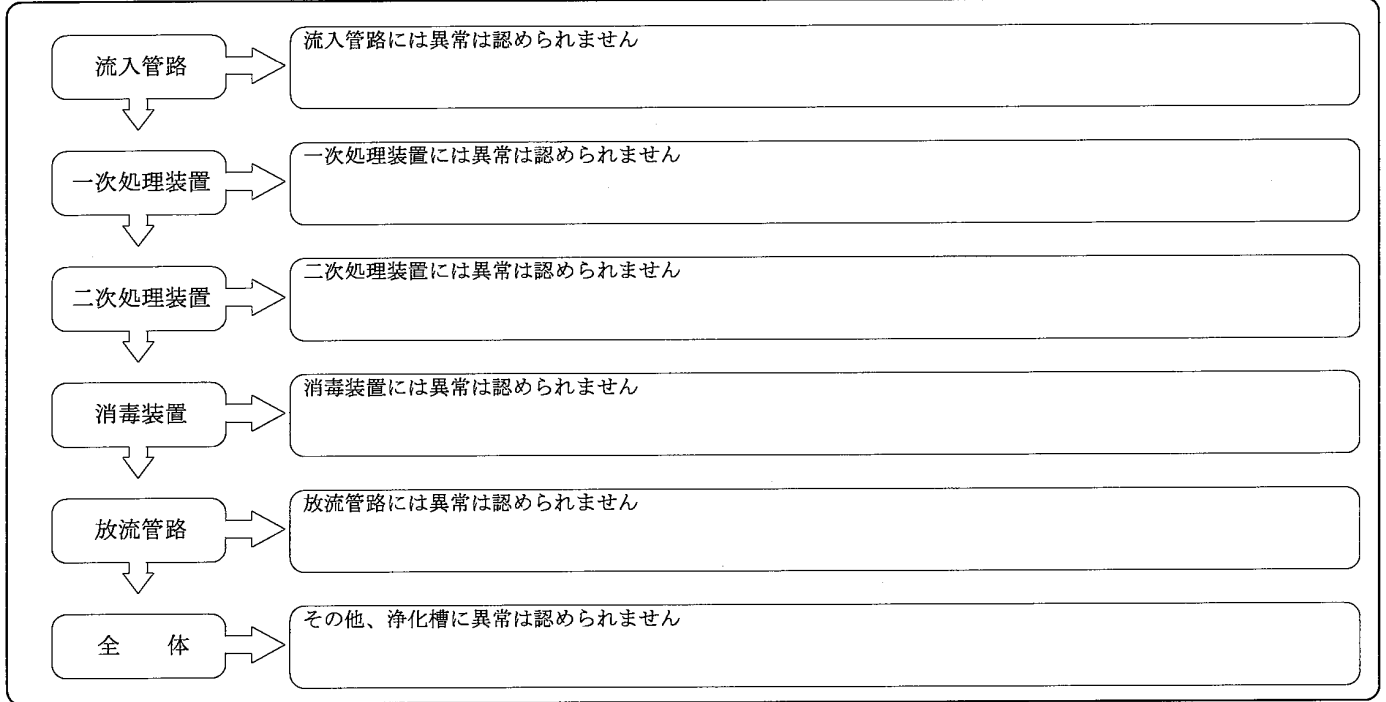 流入管路
流入管路には異常は認められません
一次処理装置
一次処理装置には異常は認められません
二次処理装置
二次処理装置には異常は認められません
消毒装置
消毒装置には異常は認められません
放流管路
放流管路には異常は認められません
全　体
その他、浄化槽に異常は認められません